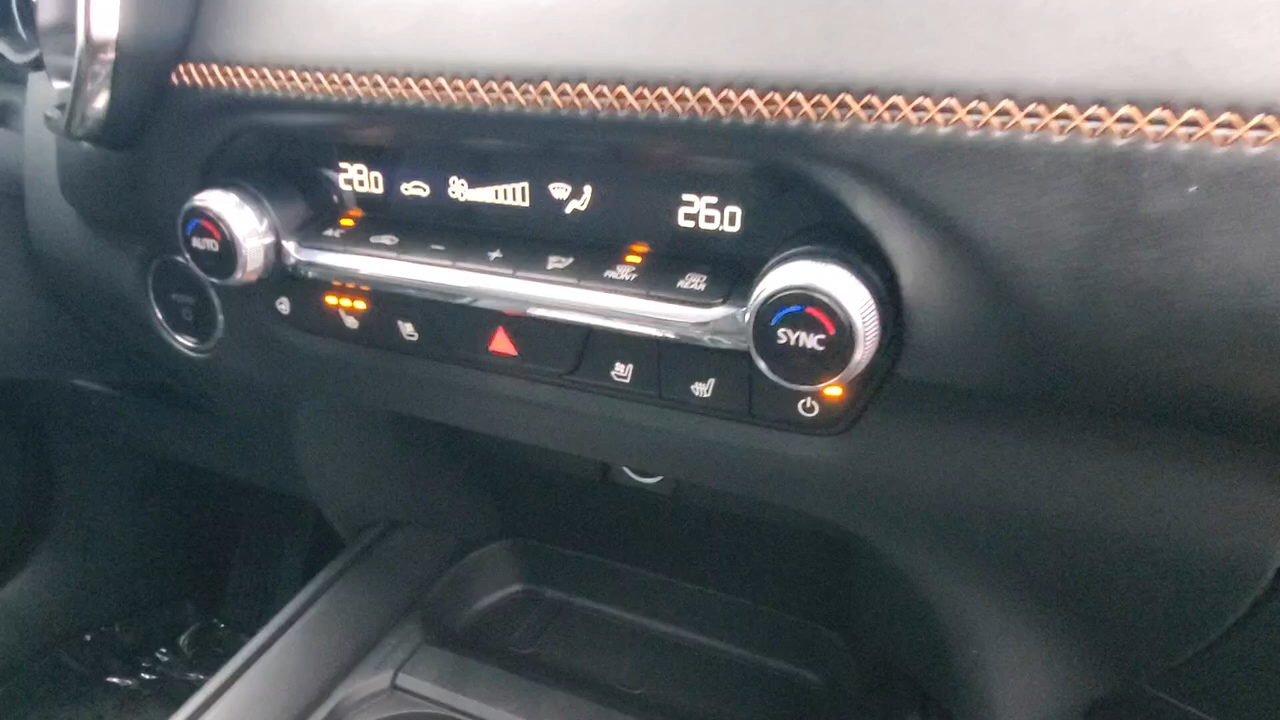 28.0
26.0
AUTO
A/C
- +
FRONT
REAR
SYNC